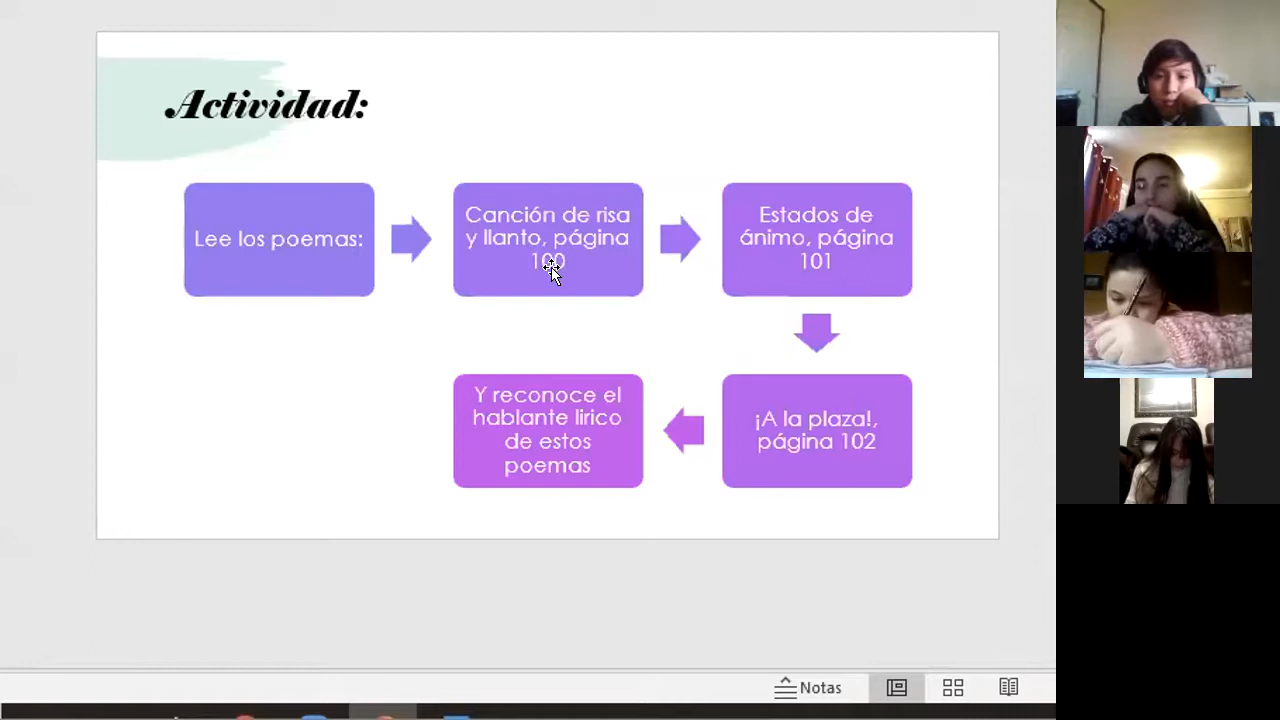 Actividad:
Lee los poemas:
Canción de risa
y llanto, página
100
Estados de
ánimo, página
101
¡A la plaza!,
página 102
Y reconoce el
hablante lirico
de estos
poemas
Notas